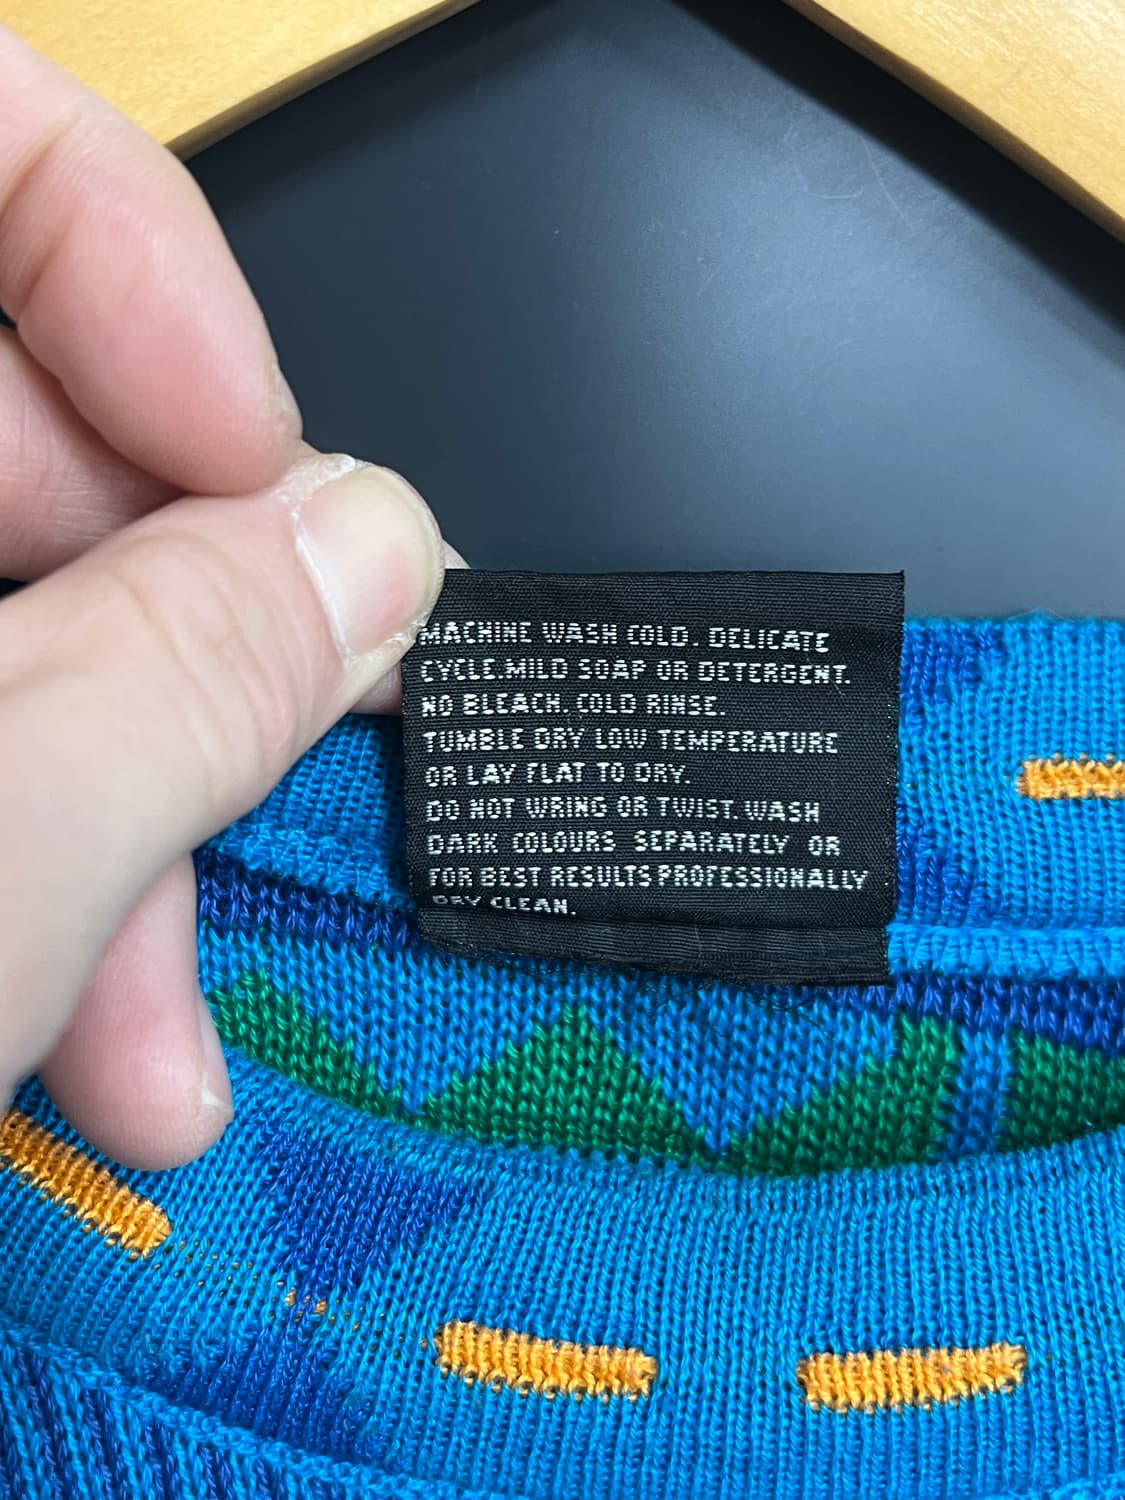 MACHINE WASH COLD. DELICATE
CYCLE.MILD SOAP OR DETERGENT.
NO BLEACH. COLD RINSE.
TUMBLE DRY LOW TEMPERATURE
OR LAY FLAT TO DRY.
DO NOT WRING OR TWIST. WASH
DARK COLOURS SEPARATELY OR
FOR BEST RESULTS PROFESSIONALLY
DRY CLEAN.